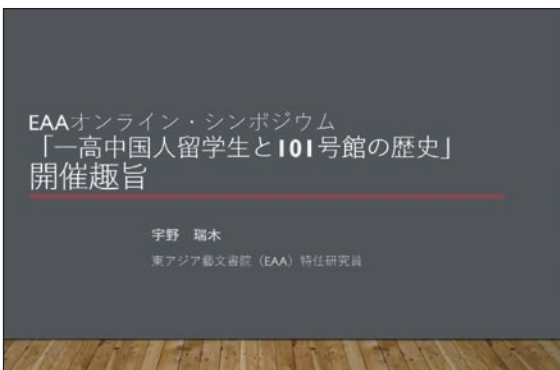 EAAオンライン・シンポジウム
「一高中国人留学生と101号館の歴史」
開催趣旨
宇野 瑞木
東アジア藝文書院（EAA）特任研究員